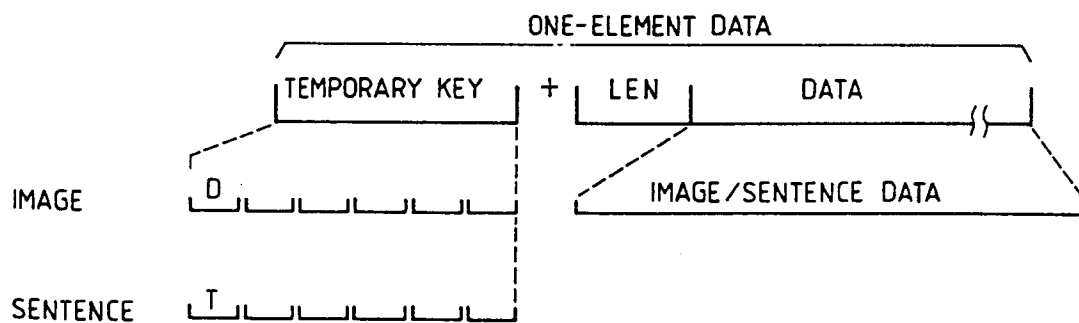 ONE-ELEMENT DATA
TEMPORARY KEY + LEN DATA
IMAGE D IMAGE/SENTENCE DATA
SENTENCE T